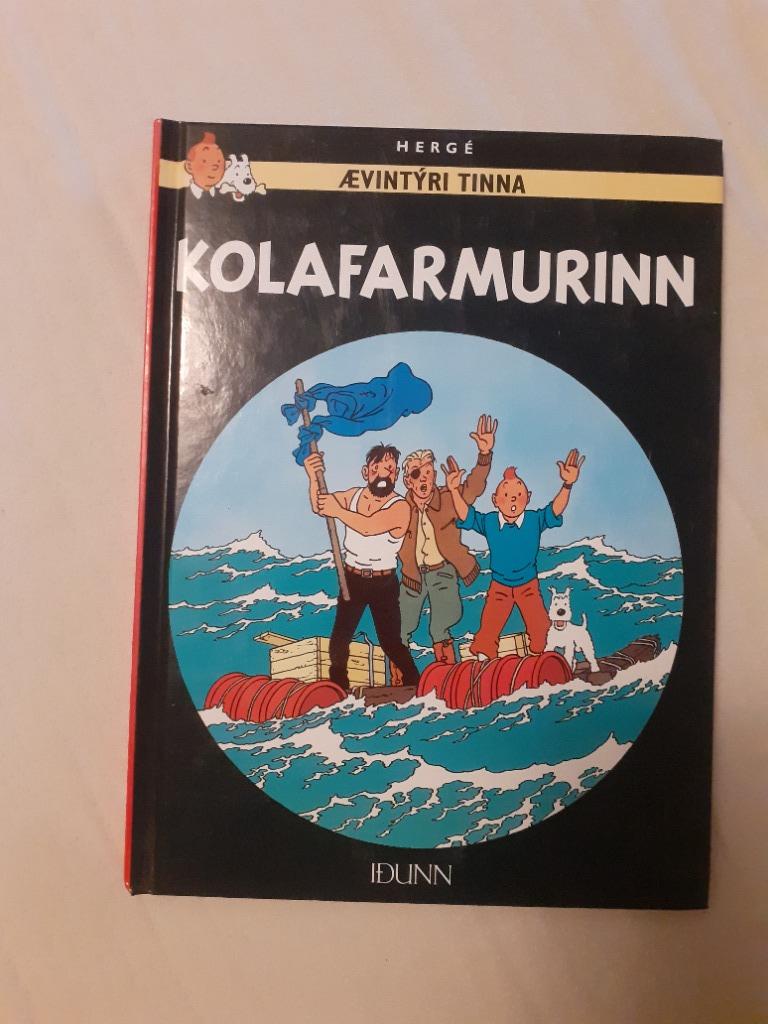 HERGÉ
ÆVINTÝRI TINNA
KOLAFARMURINN
IÐUNN